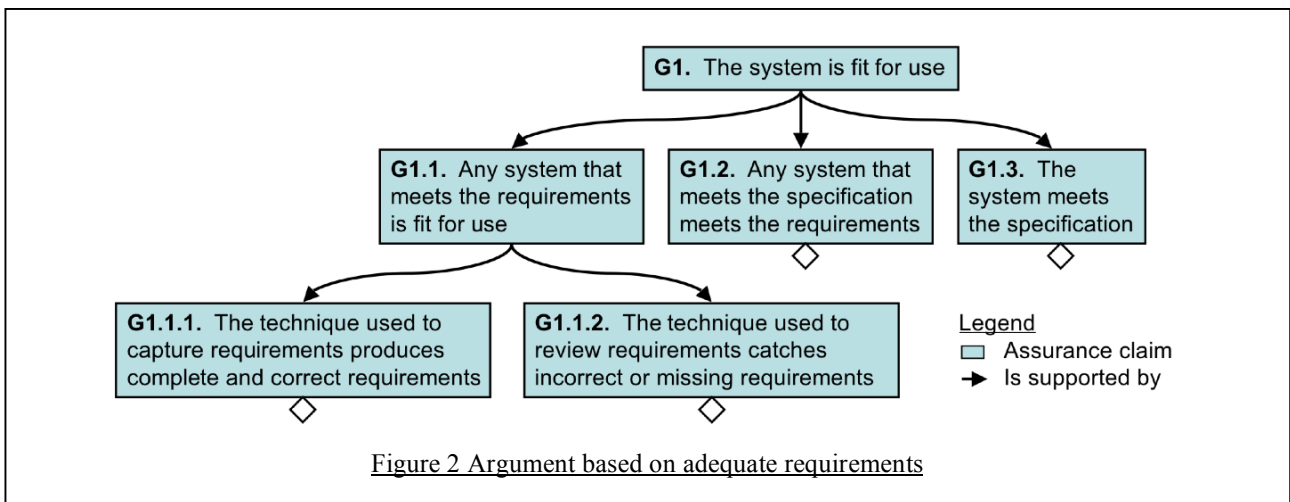 G1. The system is fit for use
G1.1. Any system that
meets the requirements
is fit for use
G1.2. Any system that
meets the specification
meets the requirements
G1.3. The
system meets
the specification
G1.1.1. The technique used to
capture requirements produces
complete and correct requirements
G1.1.2. The technique used to
review requirements catches
incorrect or missing requirements
Legend
Assurance claim
Is supported by
Figure 2 Argument based on adequate requirements